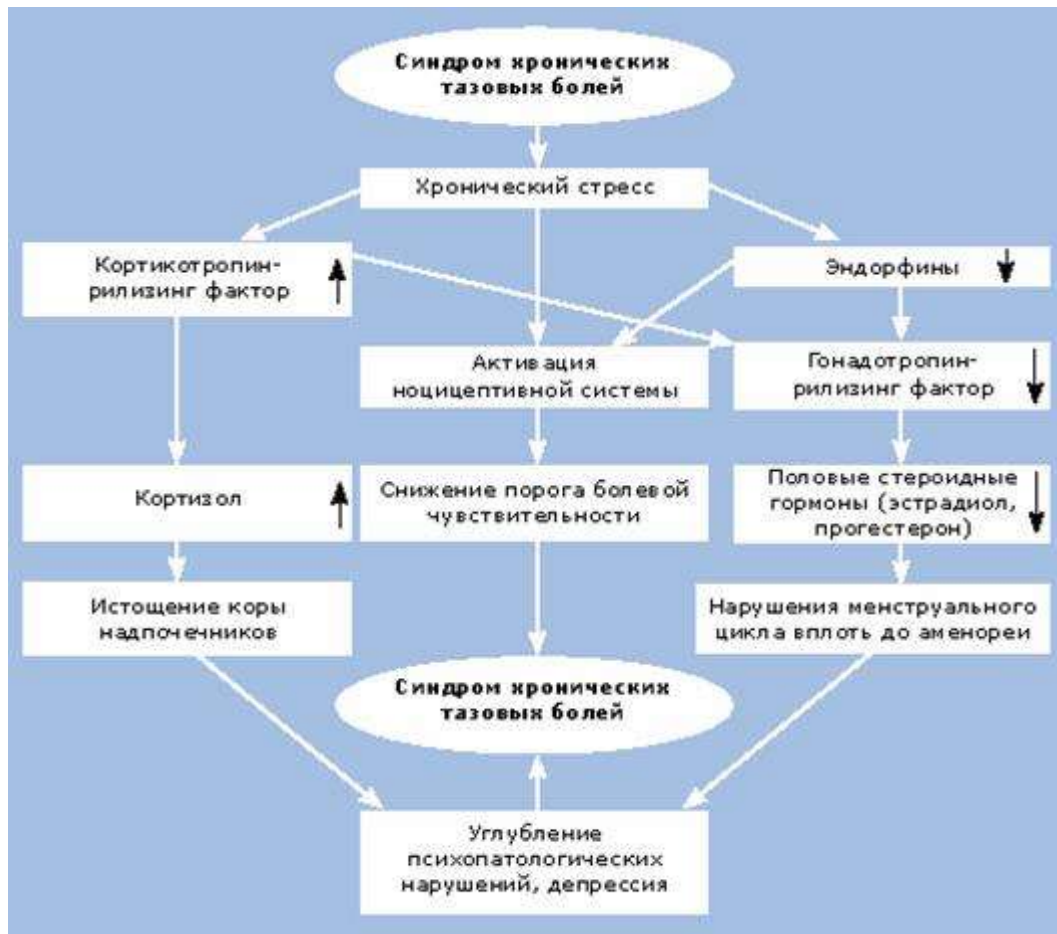 Синдром хронических
тазовых болей
Хронический стресс
Кортикотропин-
рилизинг фактор
Эндорфины
Активация
ноцицептивной системы
Гонадотропин-
рилизинг фактор
Кортизол
Снижение порога болевой
чувствительности
Половые стероидные
гормоны (эстрадиол,
прогестерон)
Истощение коры
надпочечников
Нарушения менструального
цикла вплоть до аменореи
Синдром хронических
тазовых болей
Углубление
психопатологических
нарушений, депрессия